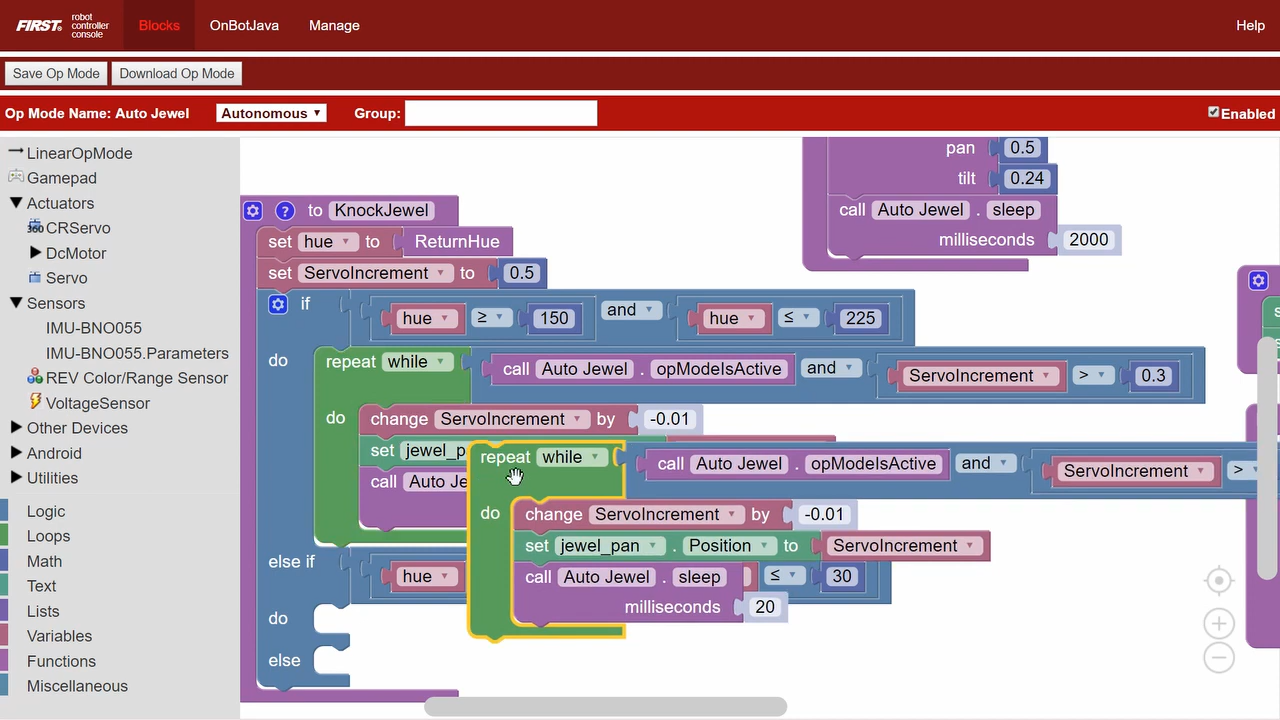 FIRST. robot controller console
Blocks
OnBotJava
Manage
Help
Save Op Mode
Download Op Mode
Op Mode Name: Auto Jewel
Autonomous
Group:
Enabled
LinearOpMode
Gamepad
Actuators
CRServo
DcMotor
Servo
Sensors
IMU-BNO055
IMU-BNO055.Parameters
REV Color/Range Sensor
VoltageSensor
Other Devices
Android
Utilities
Logic
Loops
Math
Text
Lists
Variables
Functions
Miscellaneous
pan 0.5
tilt 0.24
call Auto Jewel . sleep
milliseconds 2000
? to KnockJewel
set hue to ReturnHue
set ServoIncrement to 0.5
if hue ≥ 150 and hue ≤ 225
do repeat while call Auto Jewel . opModeIsActive and ServoIncrement > 0.3
do change ServoIncrement by -0.01
set jewel_p
call Auto Je
else if hue ≤ 30
do
else
repeat while call Auto Jewel . opModeIsActive and ServoIncrement >
do change ServoIncrement by -0.01
set jewel_pan . Position to ServoIncrement
call Auto Jewel . sleep
milliseconds 20